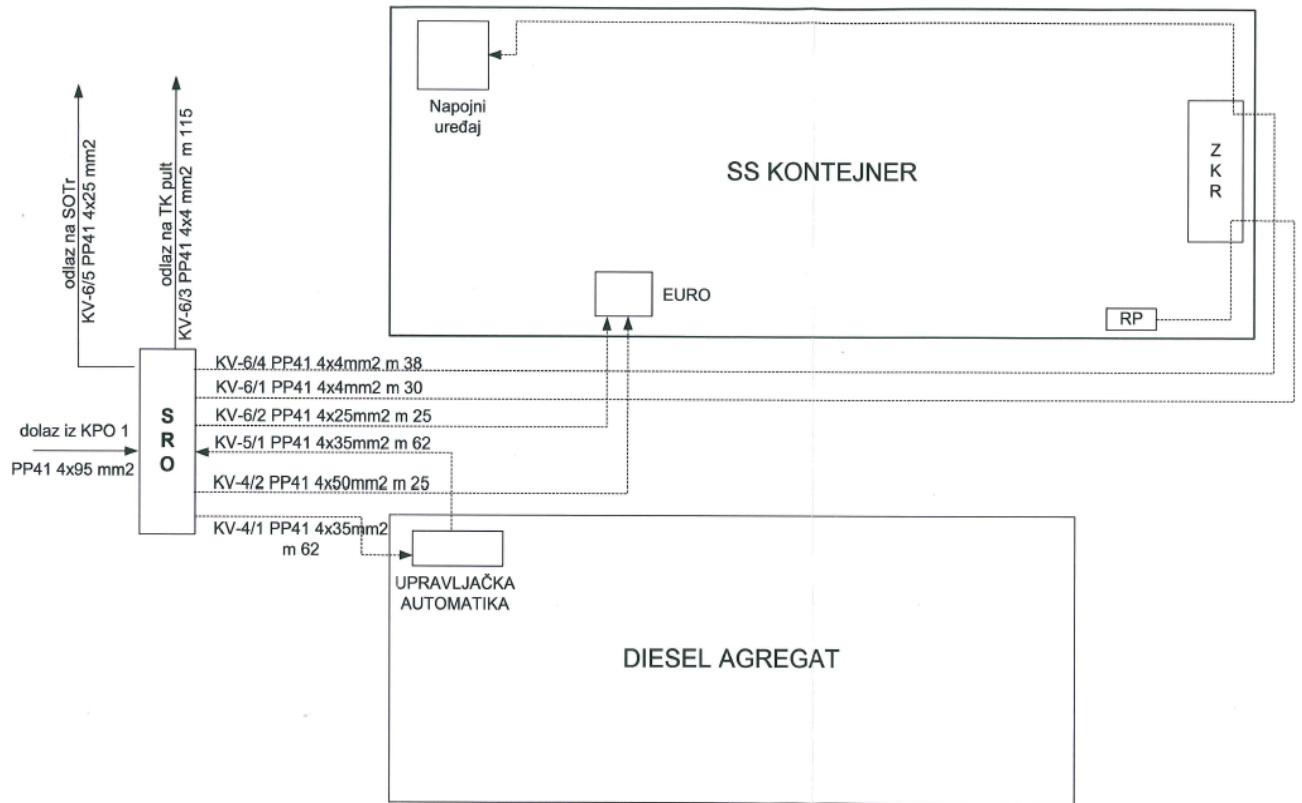 Napojni
uređaj
SS KONTEJNER
Z
K
R
EURO
RP
odlaz na SOTr
KV-6/5 PP41 4x25 mm2
odlaz na TK pult
KV-6/3 PP41 4x4 mm2 m 115
S
R
O
dolaz iz KPO 1
PP41 4x95 mm2
KV-6/4 PP41 4x4mm2 m 38
KV-6/1 PP41 4x4mm2 m 30
KV-6/2 PP41 4x25mm2 m 25
KV-5/1 PP41 4x35mm2 m 62
KV-4/2 PP41 4x50mm2 m 25
KV-4/1 PP41 4x35mm2
m 62
UPRAVLJAČKA
AUTOMATIKA
DIESEL AGREGAT